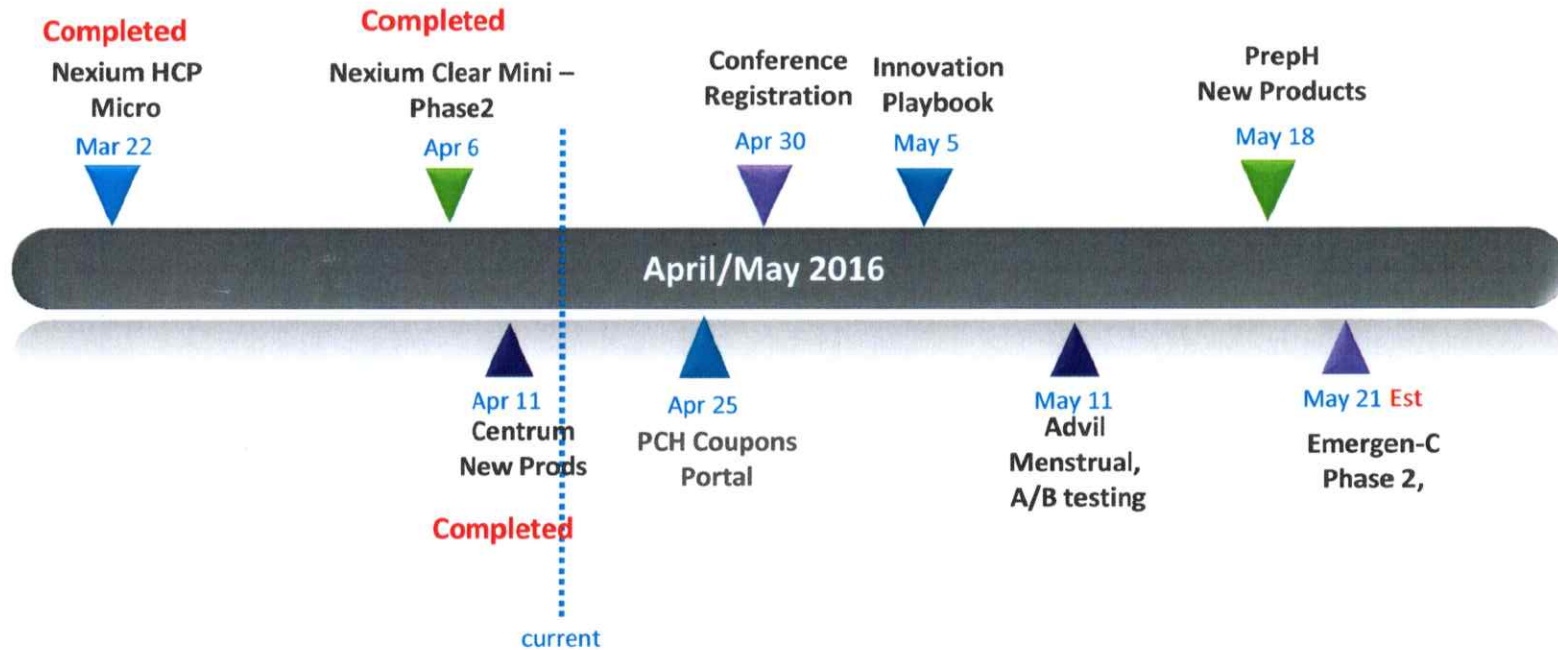 Completed
Nexium HCP
Micro
Mar 22
Completed
Nexium Clear Mini –
Phase2
Apr 6
Conference
Registration
Apr 30
Innovation
Playbook
May 5
PrepH
New Products
May 18
April/May 2016
Apr 11
Centrum
New Prods
Completed
Apr 25
PCH Coupons
Portal
May 11
Advil
Menstrual,
A/B testing
May 21 Est
Emergen-C
Phase 2,
current